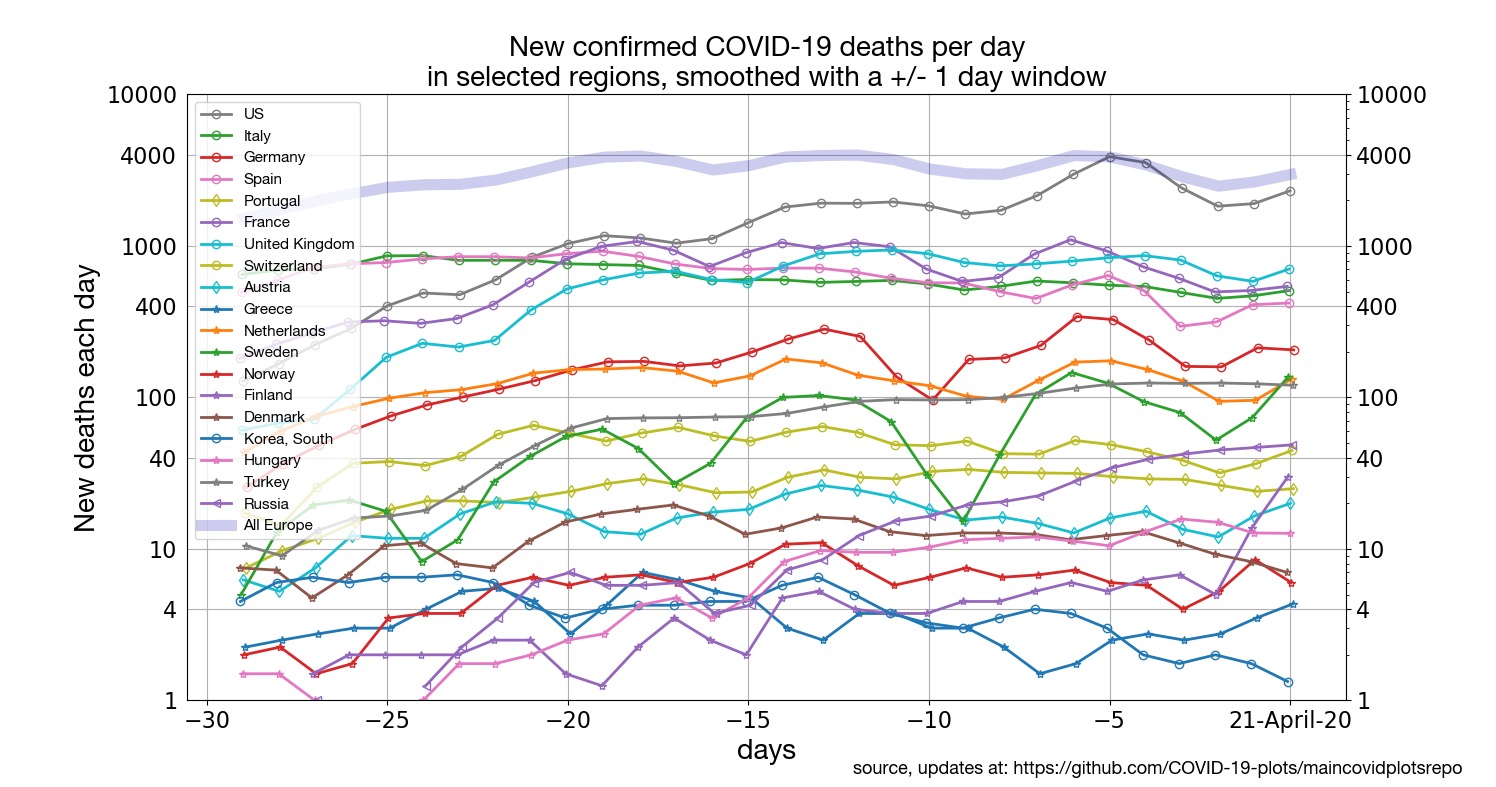 New confirmed COVID-19 deaths per day
in selected regions, smoothed with a +/- 1 day window
10000
4000
1000
400
100
40
10
4
1
New deaths each day
US
Italy
Germany
Spain
Portugal
France
United Kingdom
Switzerland
Austria
Greece
Netherlands
Sweden
Norway
Finland
Denmark
Korea, South
Hungary
Turkey
Russia
All Europe
10000
4000
1000
400
100
40
10
4
1
−30 −25 −20 −15 −10 −5 21-April-20
days
source, updates at: https://github.com/COVID-19-plots/maincovidplotsrepo